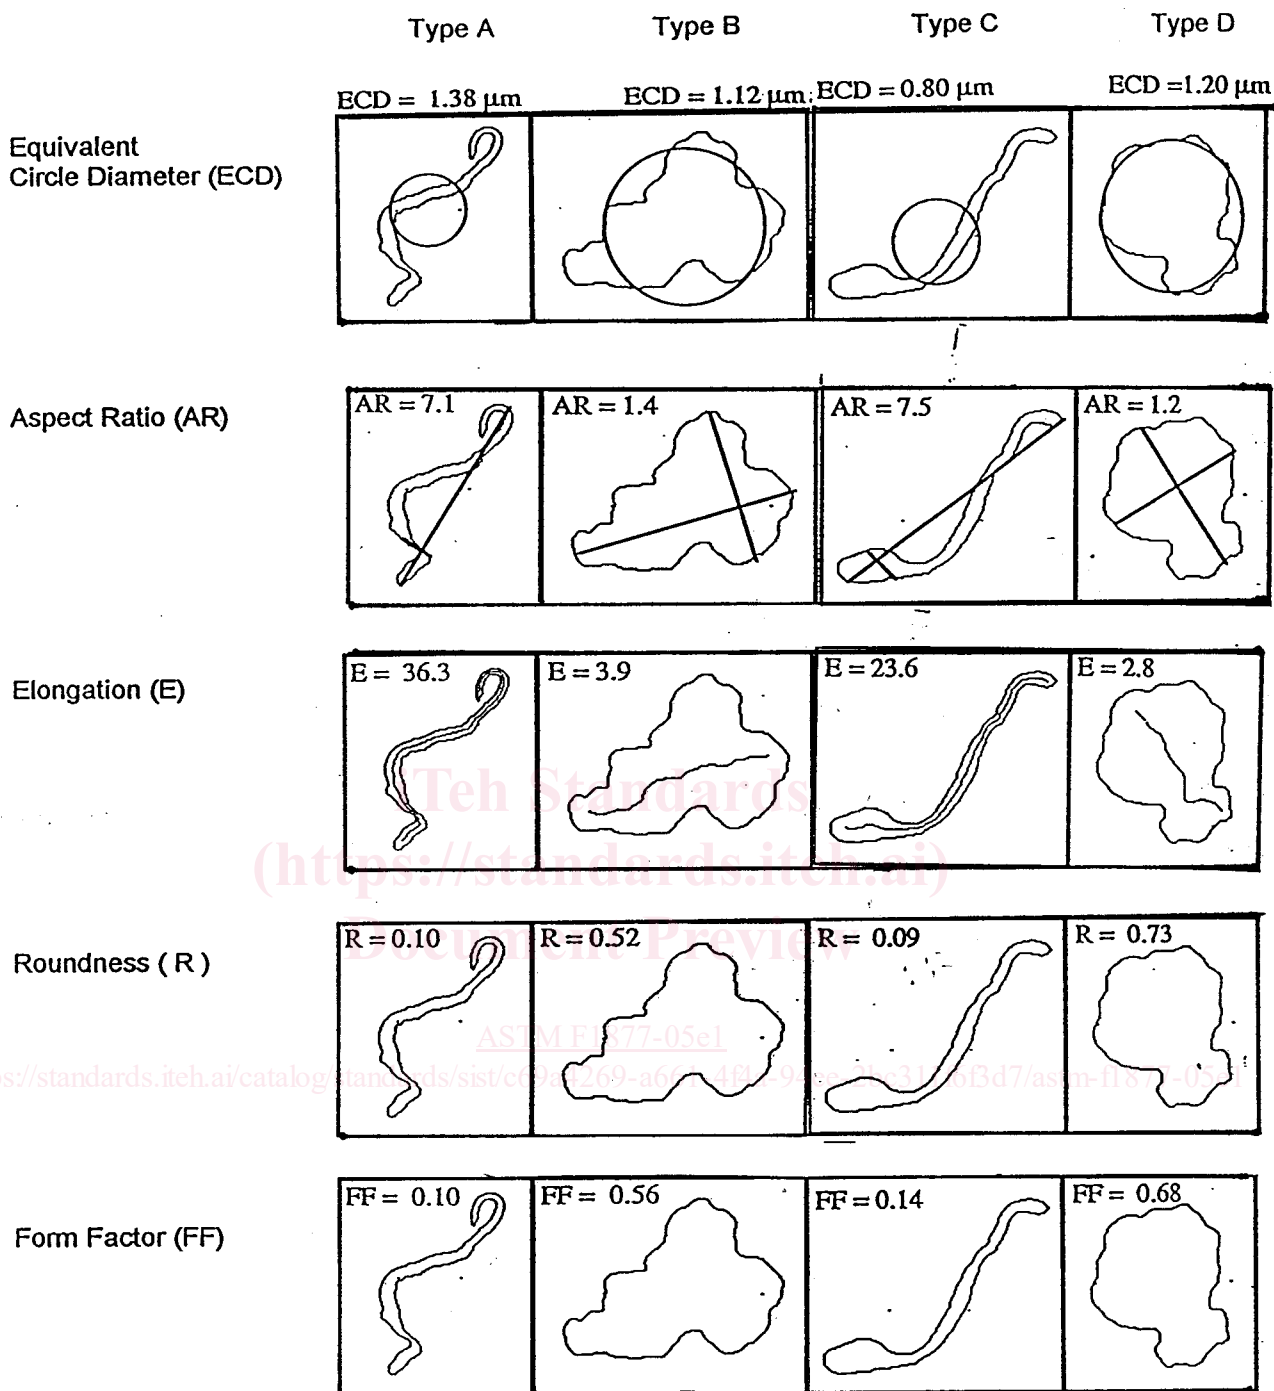 Type A Type B Type C Type D
ECD = 1.38 µm ECD = 1.12 µm ECD = 0.80 µm ECD =1.20 µm
Equivalent
Circle Diameter (ECD)
Aspect Ratio (AR)
AR = 7.1 AR = 1.4 AR = 7.5 AR = 1.2
Elongation (E)
E = 36.3 E = 3.9 E = 23.6 E = 2.8
iTeh Standards
(https://standards.iteh.ai)
Document Preview
Roundness ( R )
R = 0.10 R = 0.52 R = 0.09 R = 0.73
ASTM F1877-05e1
Form Factor (FF)
FF = 0.10 FF = 0.56 FF = 0.14 FF = 0.68